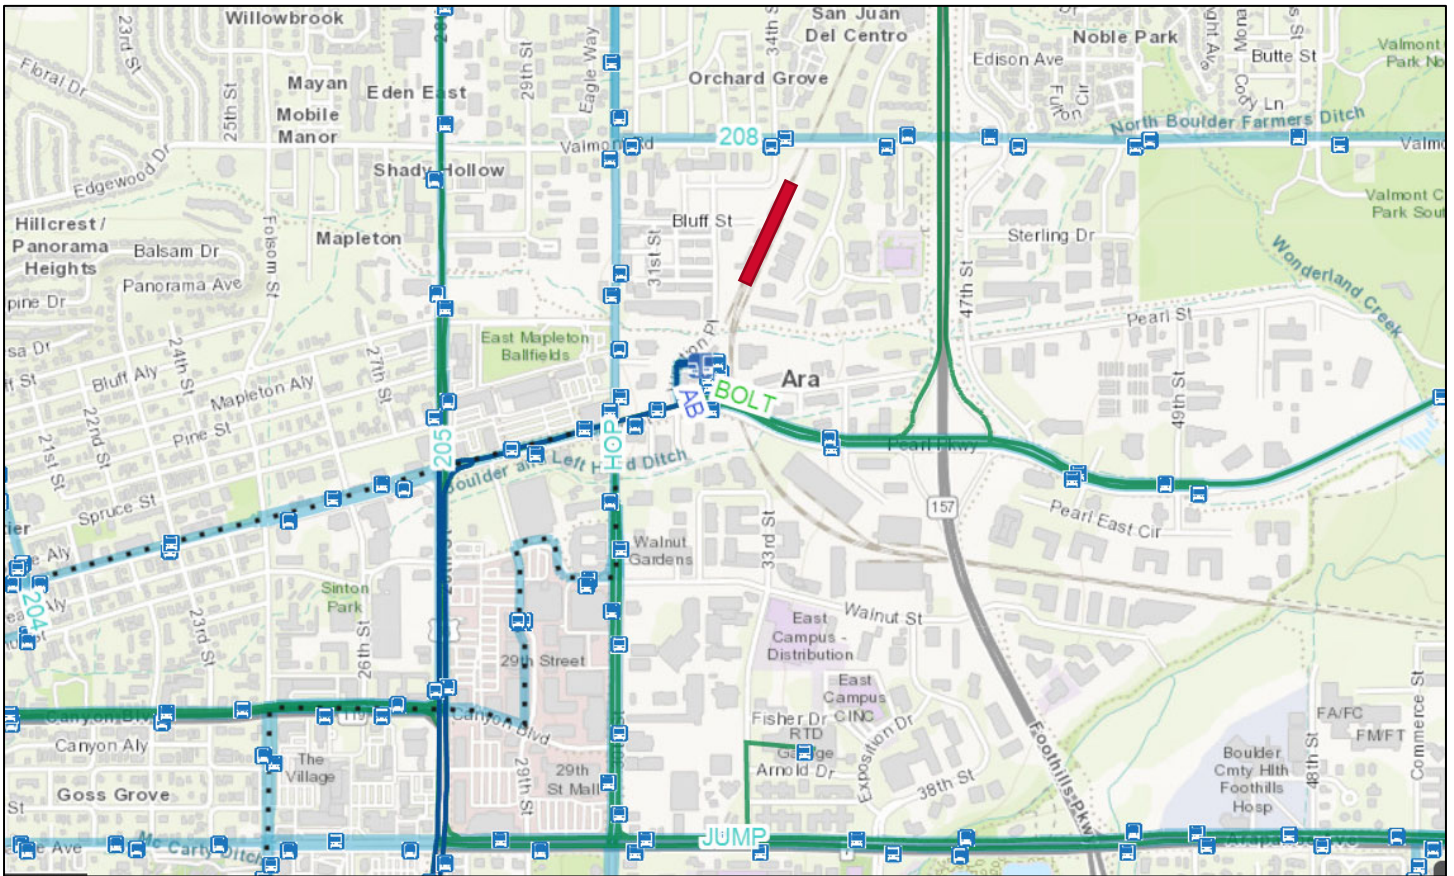 Willowbrook
San Juan
Del Centro
34th S
23rd St
Floral Dr
25th St
Mayan
Eden East
29th St
Eagle Way
Orchard Grove
Edison Ave
Noble Park
Butte St
Valmont
Park No
Cody Ln
Mobile
Manor
208
North Boulder Farmers Ditch
Edgewood Dr
Shady Hollow
Valmont Rd
Valmo
Hillcrest /
Panorama
Heights
Balsam Dr
Panorama Ave
Folsom St
Mapleton
Bluff St
31st St
Sterling Dr
Valmont C
Park Sout
Wonderland Creek
pine Dr
47th St
Pearl St
East Mapleton
Ballfields
Bluff Aly
24th St
27th St
Mapleton Aly
Ara
BOLT
AB
49th St
Pine St
22nd St
21st St
205
HOP
Pearl Pkwy
Boulder and Left Hand Ditch
Spruce St
157
Pearl East Cir
33rd St
Walnut
Gardens
204
Sinton
Park
23rd St
26th St
Walnut St
East
Campus -
Distribution
29th Street
East
Campus
CINC
Canyon Blvd
Canyon Blvd
Fisher Dr
RTD
Garage
Arnold Dr
Exposition Dr
38th St
Foothills Pkwy
FA/FC
FM/FT
Commerce St
48th St
Boulder
Cmty Hlth
Foothills
Hosp
Canyon Aly
The
Village
Goss Grove
29th St
29th
St Mall
JUMP
Mc Carty Ditch